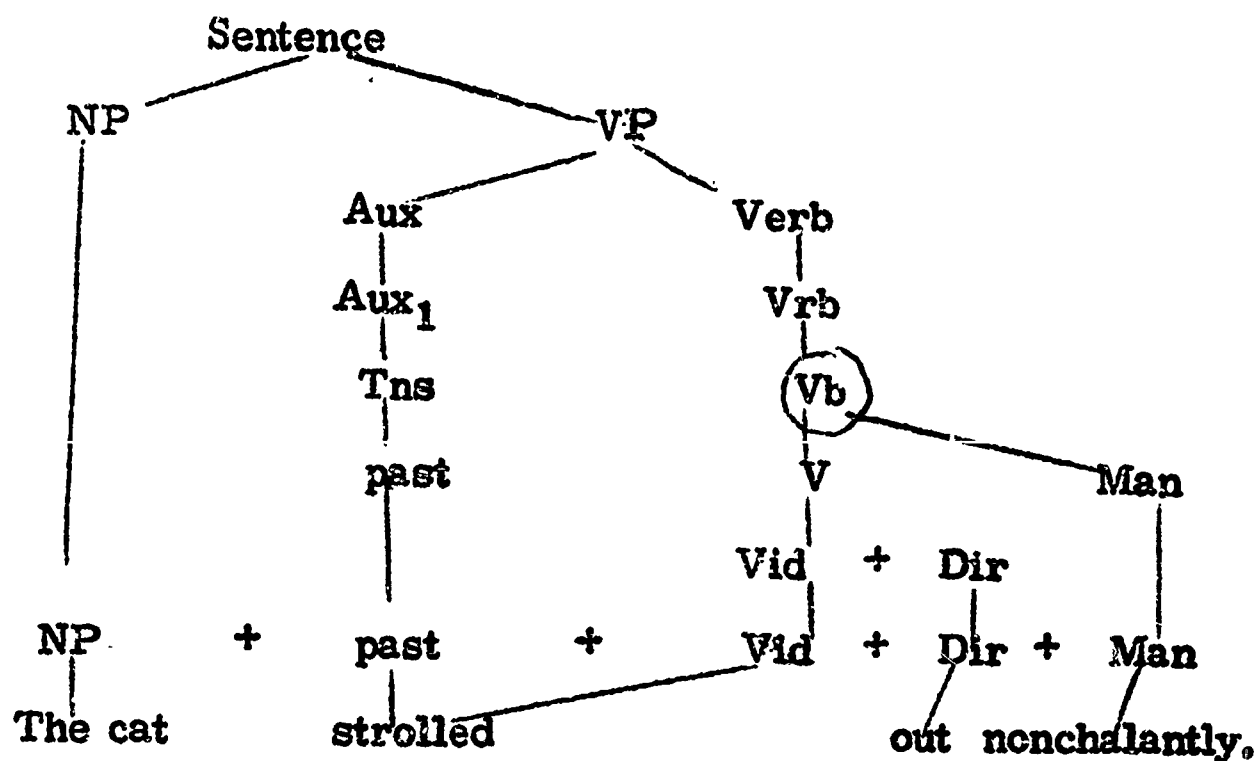 Sentence
NP VP
Aux Verb
Aux1 Vrb
Tns Vb
past V Man
Vid + Dir
NP + past + Vid + Dir + Man
The cat strolled out nonchalantly.